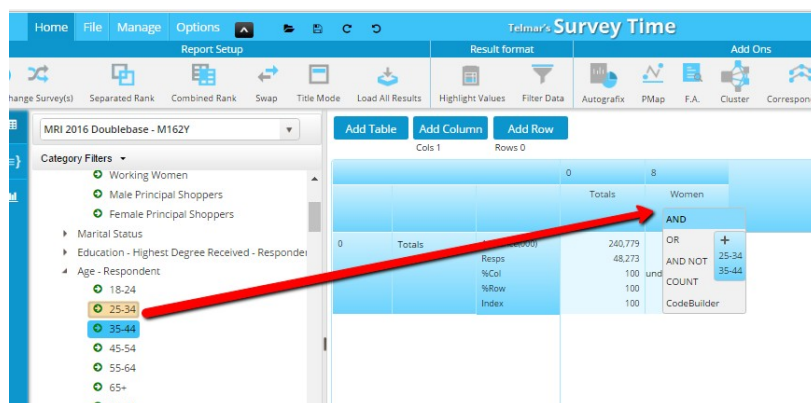 Home File Manage Options Telmar's Survey Time
Report Setup Result format Add Ons
hange Survey(s) Separated Rank Combined Rank Swap Title Mode Load All Results Highlight Values Filter Data Autografix PMap F.A. Cluster Correspon
MRI 2016 Doublebase - M162Y
Add Table Add Column Add Row
Cols 1 Rows 0
Category Filters
Working Women
Male Principal Shoppers
Female Principal Shoppers
Marital Status
Education - Highest Degree Received - Responder
Age - Respondent
18-24
25-34
35-44
45-54
55-64
65+
0 8
Totals Women
AND
OR
AND NOT
COUNT
CodeBuilder
+
25-34
35-44
0 Totals 000) 240,779
Resps 48,273
%Col 100 und
%Row 100
Index 100